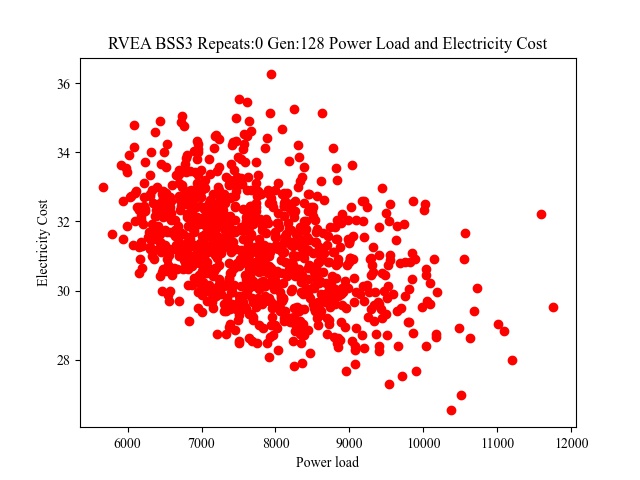 RVEA BSS3 Repeats:0 Gen:128 Power Load and Electricity Cost
36
34
32
30
28
Electricity Cost
6000 7000 8000 9000 10000 11000 12000
Power load